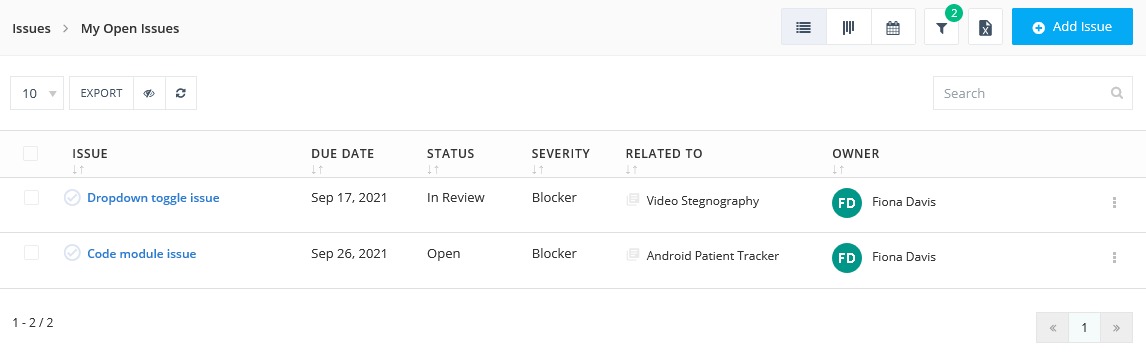 Issues > My Open Issues
2
Add Issue
10
EXPORT
Search
ISSUE DUE DATE STATUS SEVERITY RELATED TO OWNER
Dropdown toggle issue Sep 17, 2021 In Review Blocker Video Stegnography FD Fiona Davis
Code module issue Sep 26, 2021 Open Blocker Android Patient Tracker FD Fiona Davis
1 - 2 / 2
« 1 »